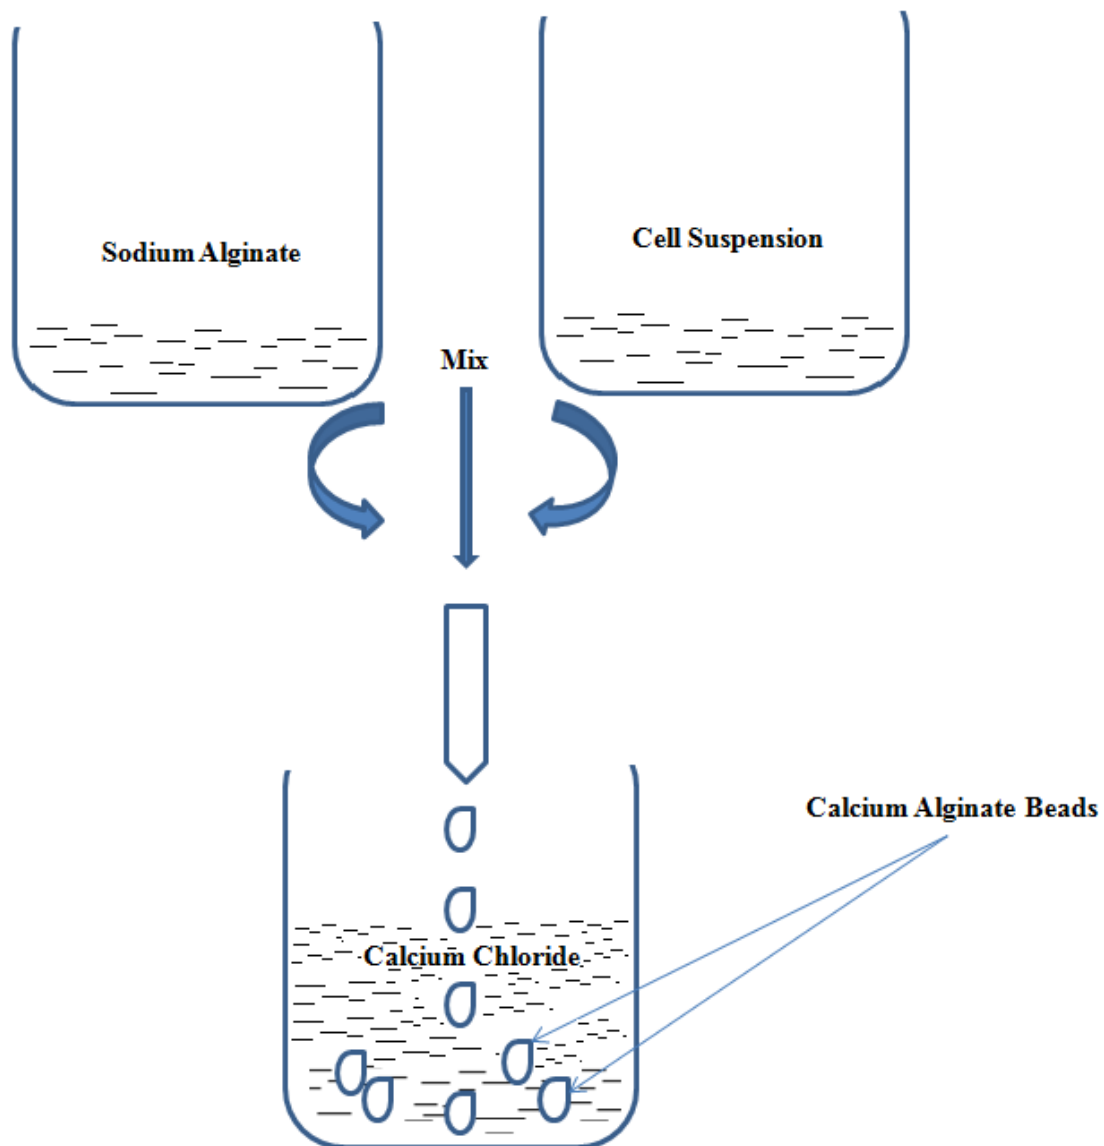 Sodium Alginate
Cell Suspension
Mix
Calcium Alginate Beads
Calcium Chloride